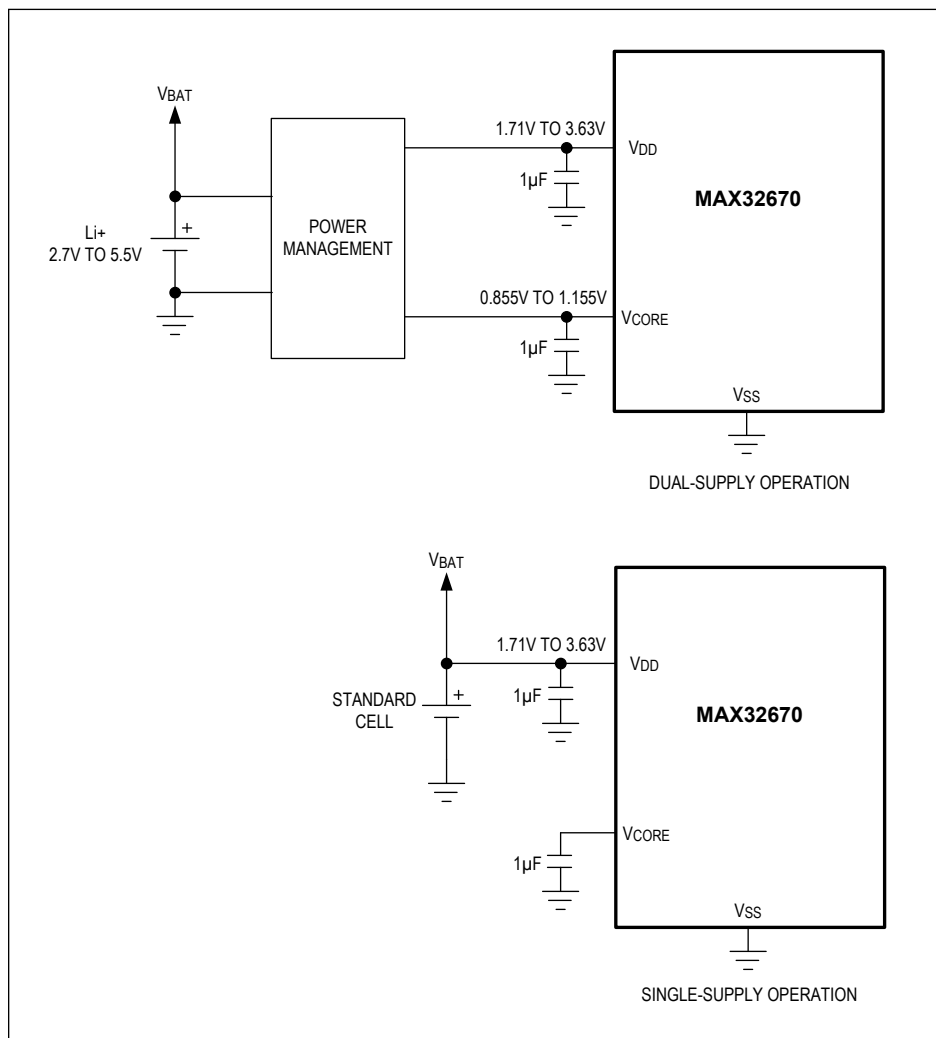 VBAT
1.71V TO 3.63V
VDD
1µF
MAX32670
+
Li+
2.7V TO 5.5V
POWER
MANAGEMENT
0.855V TO 1.155V
VCORE
1µF
VSS
DUAL-SUPPLY OPERATION
VBAT
1.71V TO 3.63V
VDD
+
1µF
STANDARD
CELL
MAX32670
VCORE
1µF
VSS
SINGLE-SUPPLY OPERATION